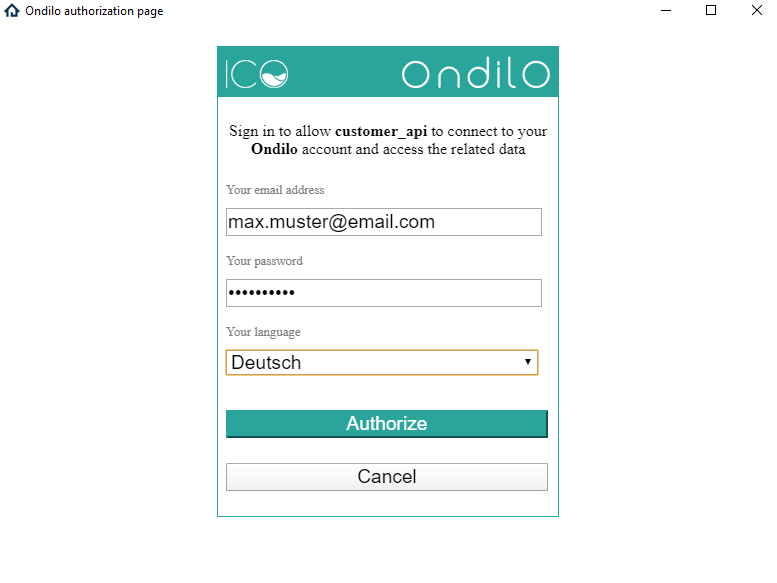 Ondilo authorization page
ICO OndilO
Sign in to allow customer_api to connect to your
Ondilo account and access the related data
Your email address
max.muster@email.com
Your password
••••••••••
Your language
Deutsch
Authorize
Cancel